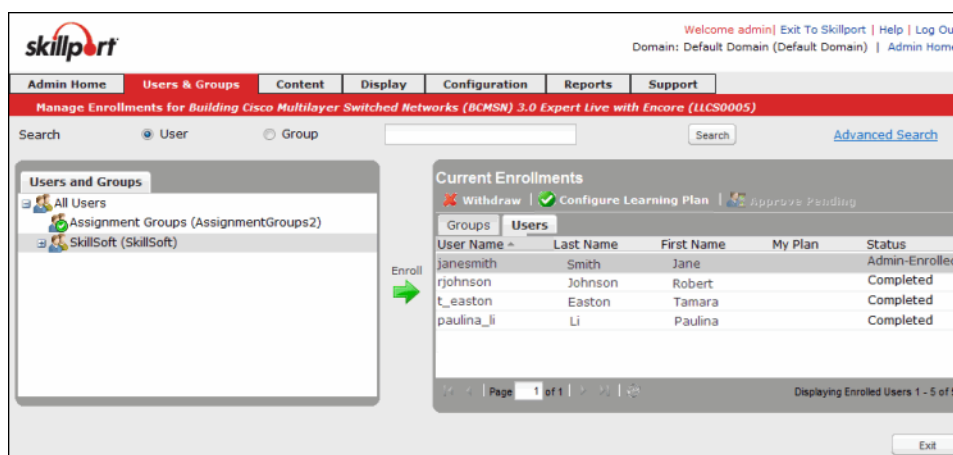 skillport
Welcome admin| Exit To Skillport | Help | Log Ou
Domain: Default Domain (Default Domain) | Admin Home
Admin Home Users & Groups Content Display Configuration Reports Support
Manage Enrollments for Building Cisco Multilayer Switched Networks (BCMSN) 3.0 Expert Live with Encore (LLCS0005)
Search User Group Search Advanced Search
Users and Groups
All Users
Assignment Groups (AssignmentGroups2)
SkillSoft (SkillSoft)
Enroll
Current Enrollments
Withdraw | Configure Learning Plan | Approve Pending
Groups Users
User Name Last Name First Name My Plan Status
janesmith Smith Jane Admin-Enrolled
rjohnson Johnson Robert Completed
t_easton Easton Tamara Completed
paulina_li Li Paulina Completed
Page 1 of 1 Displaying Enrolled Users 1 - 5 of
Exit